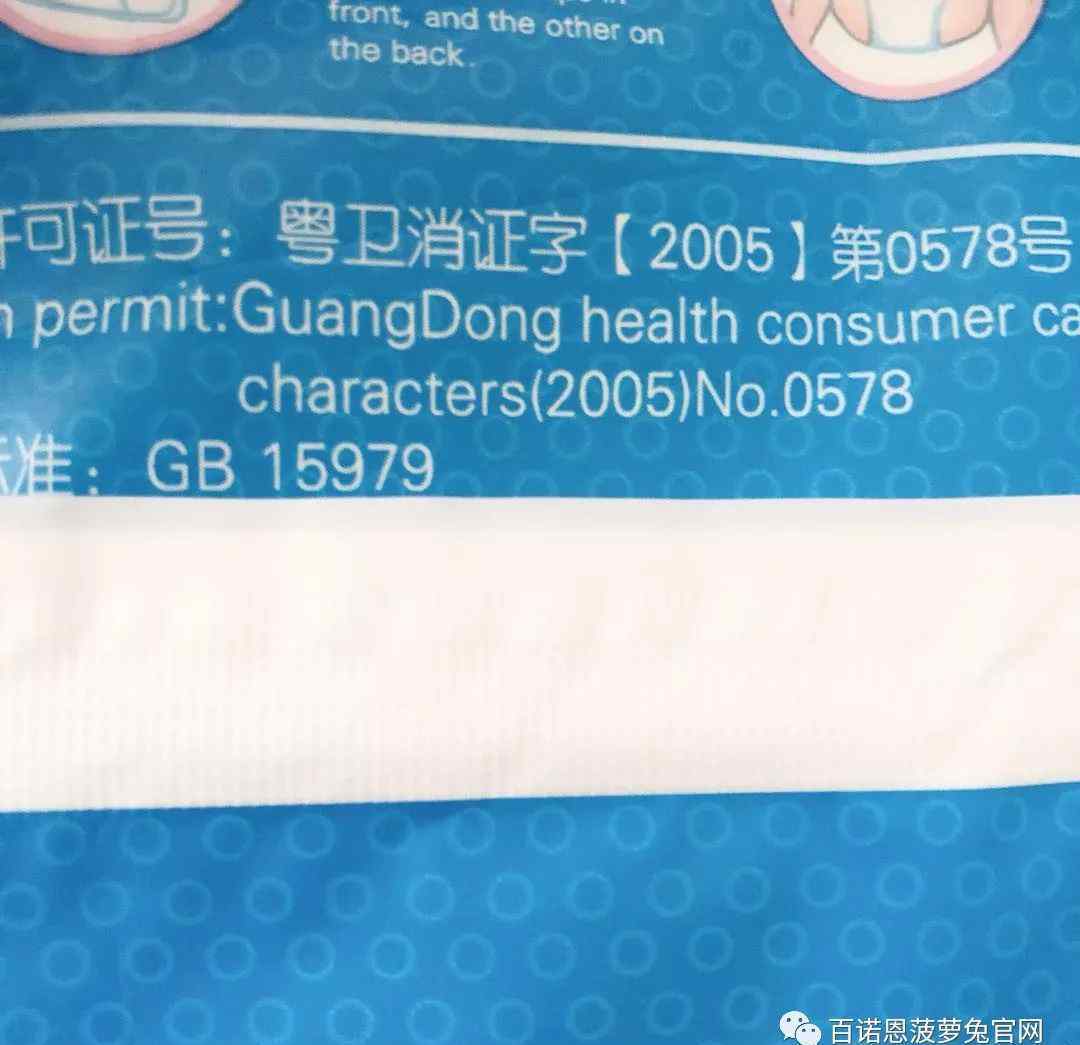 front, and the other on
the back.
可证号：粤卫消证字【2005】第0578号
permit:GuangDong health consumer
characters(2005)No.0578
准：GB 15979
百诺恩菠萝兔官网